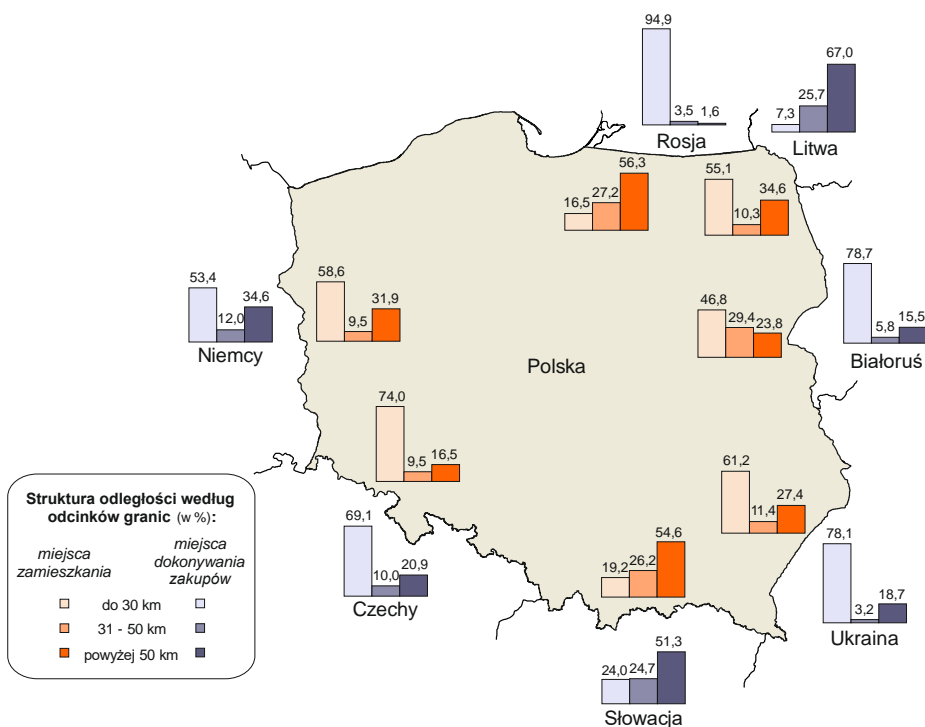 94,9
3,5
1,6
Rosja
67,0
25,7
7,3
Litwa
56,3
27,2
16,5
55,1
34,6
10,3
78,7
5,8
15,5
Białoruś
53,4
12,0
34,6
Niemcy
58,6
9,5
31,9
46,8
29,4
23,8
Polska
74,0
9,5
16,5
61,2
11,4
27,4
69,1
10,0
20,9
Czechy
54,6
26,2
19,2
78,1
3,2
18,7
Ukraina
51,3
24,0
24,7
Słowacja
Struktura odległości według
odcinków granic (w %):
miejsca
zamieszkania
miejsca
dokonywania
zakupów
do 30 km
31 - 50 km
powyżej 50 km